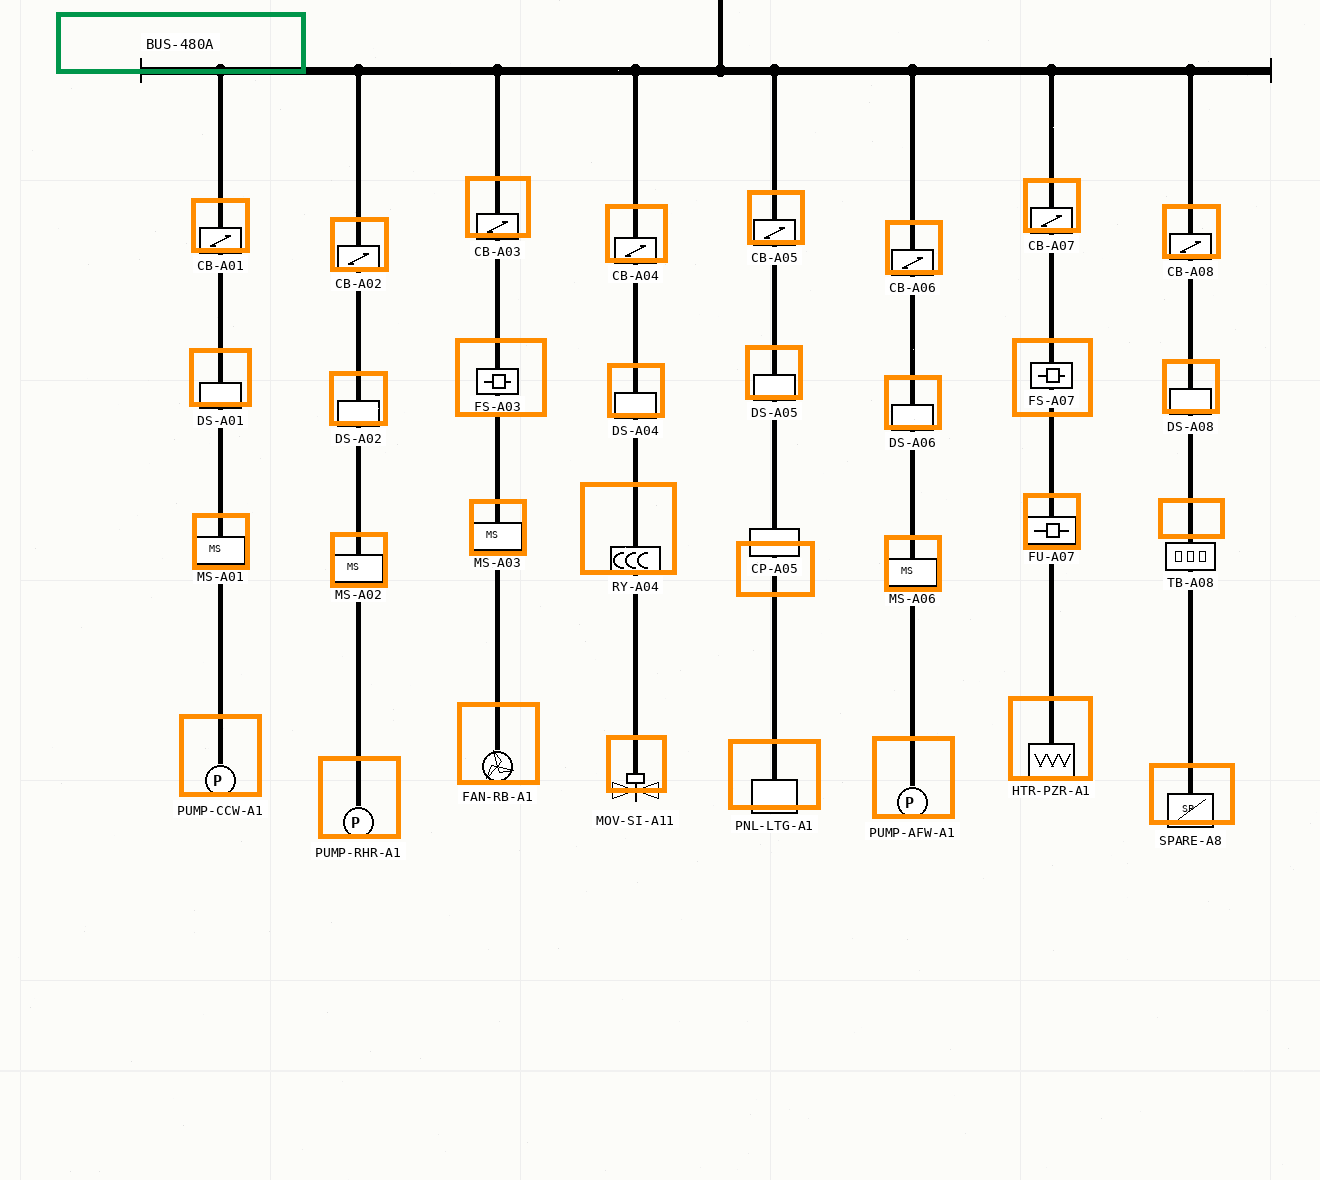 BUS-480A
CB-A01
CB-A02
CB-A03
CB-A04
CB-A05
CB-A06
CB-A07
CB-A08
DS-A01
DS-A02
FS-A03
DS-A04
DS-A05
DS-A06
FS-A07
DS-A08
MS
MS-A01
MS
MS-A02
MS
MS-A03
RY-A04
CP-A05
MS
MS-A06
FU-A07
TB-A08
P
PUMP-CCW-A1
P
PUMP-RHR-A1
FAN-RB-A1
MOV-SI-A11
PNL-LTG-A1
P
PUMP-AFW-A1
HTR-PZR-A1
SP
SPARE-A8